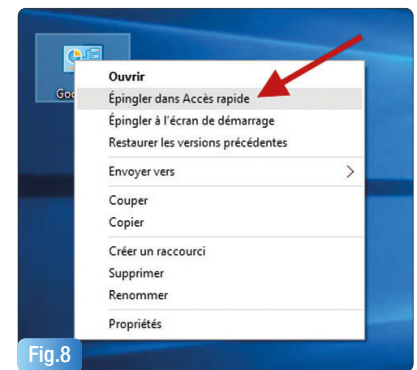 Goo
Ouvrir
Épingler dans Accès rapide
Épingler à l'écran de démarrage
Restaurer les versions précédentes
Envoyer vers
Couper
Copier
Créer un raccourci
Supprimer
Renommer
Propriétés
Fig.8